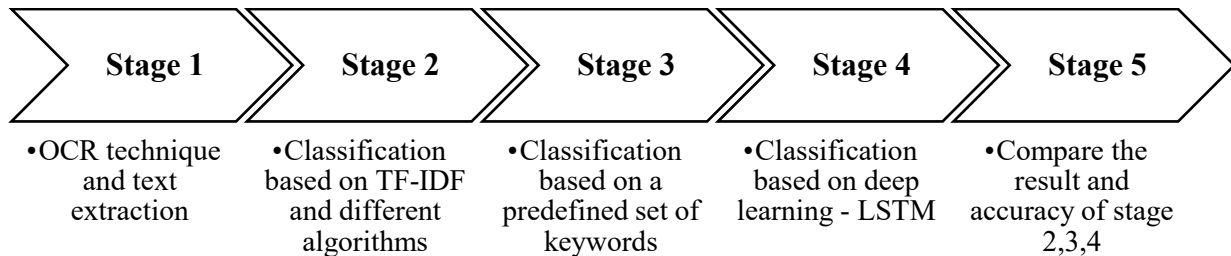 Stage 1
Stage 2
Stage 3
Stage 4
Stage 5
•OCR technique
and text
extraction
•Classification
based on TF-IDF
and different
algorithms
•Classification
based on a
predefined set of
keywords
•Classification
based on deep
learning - LSTM
•Compare the
result and
accuracy of stage
2,3,4